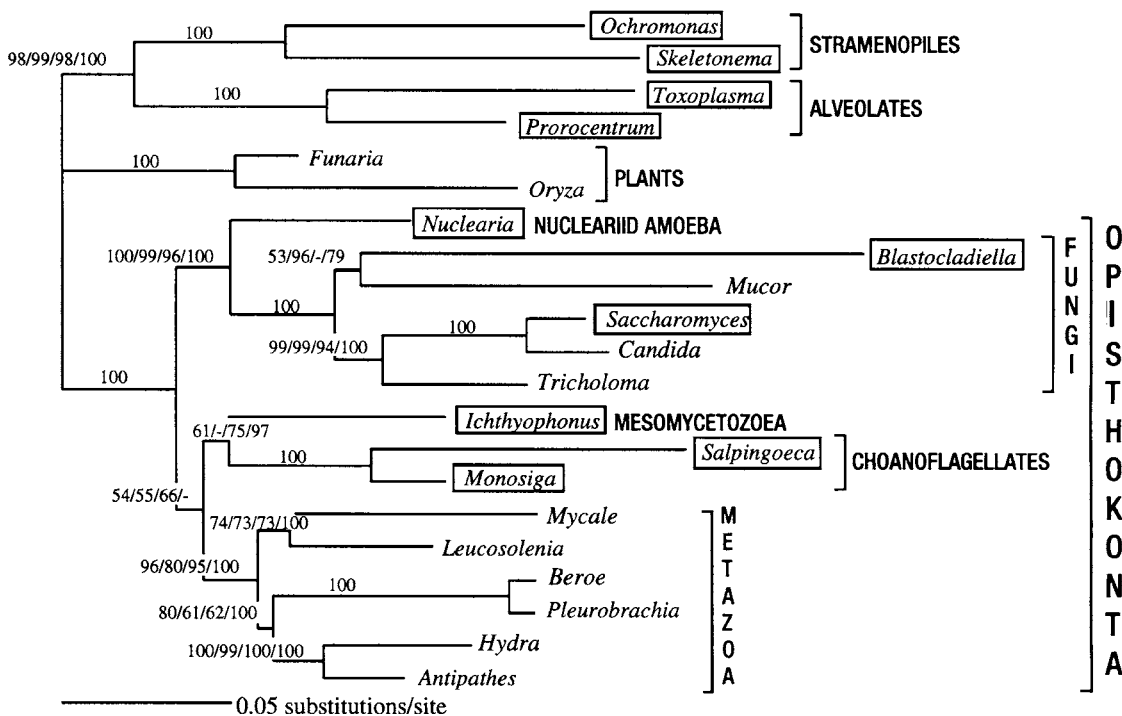 100
Ochromonas
STRAMENOPILES
98/99/98/100
Skeletonema
100
Toxoplasma
ALVEOLATES
Prorocentrum
100
Funaria
PLANTS
Oryza
Nuclearia
NUCLEARIID AMOEBA
100/99/96/100
53/96/-/79
Blastocladiella
Mucor
100
100
Saccharomyces
99/99/94/100
Candida
100
Tricholoma
FUNGI
Ichthyophonus
MESOMYCETOZOEA
61/-/75/97
100
Salpingoeca
CHOANOFLAGELLATES
Monosiga
54/55/66/-
Mycale
74/73/73/100
Leucosolenia
96/80/95/100
100
Beroe
80/61/62/100
Pleurobrachia
Hydra
100/99/100/100
Antipathes
METAZOA
OPISTHOKONTA
0.05 substitutions/site